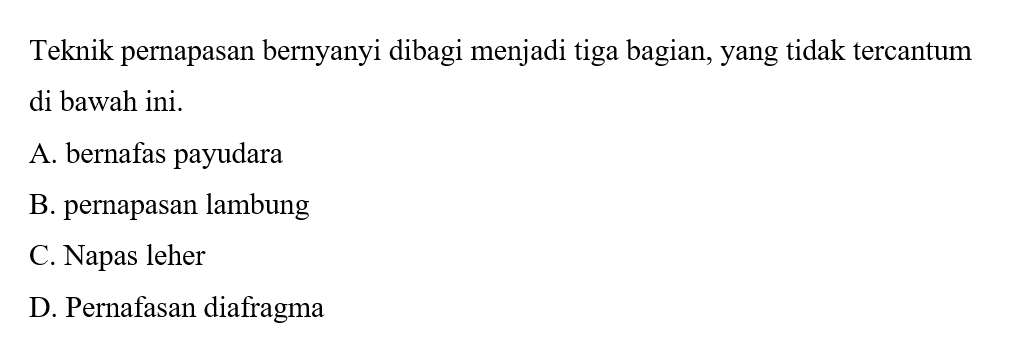 Teknik pernapasan bernyanyi dibagi menjadi tiga bagian, yang tidak tercantum
di bawah ini.
A. bernafas payudara
B. pernapasan lambung
C. Napas leher
D. Pernafasan diafragma